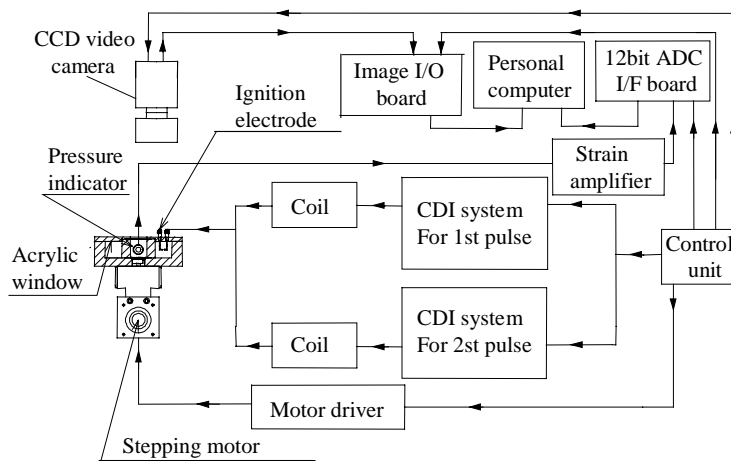 CCD video
camera
Ignition
electrode
Image I/O
board
Personal
computer
12bit ADC
I/F board
Pressure
indicator
Strain
amplifier
Coil
CDI system
For 1st pulse
Acrylic
window
Control
unit
Coil
CDI system
For 2st pulse
Motor driver
Stepping motor